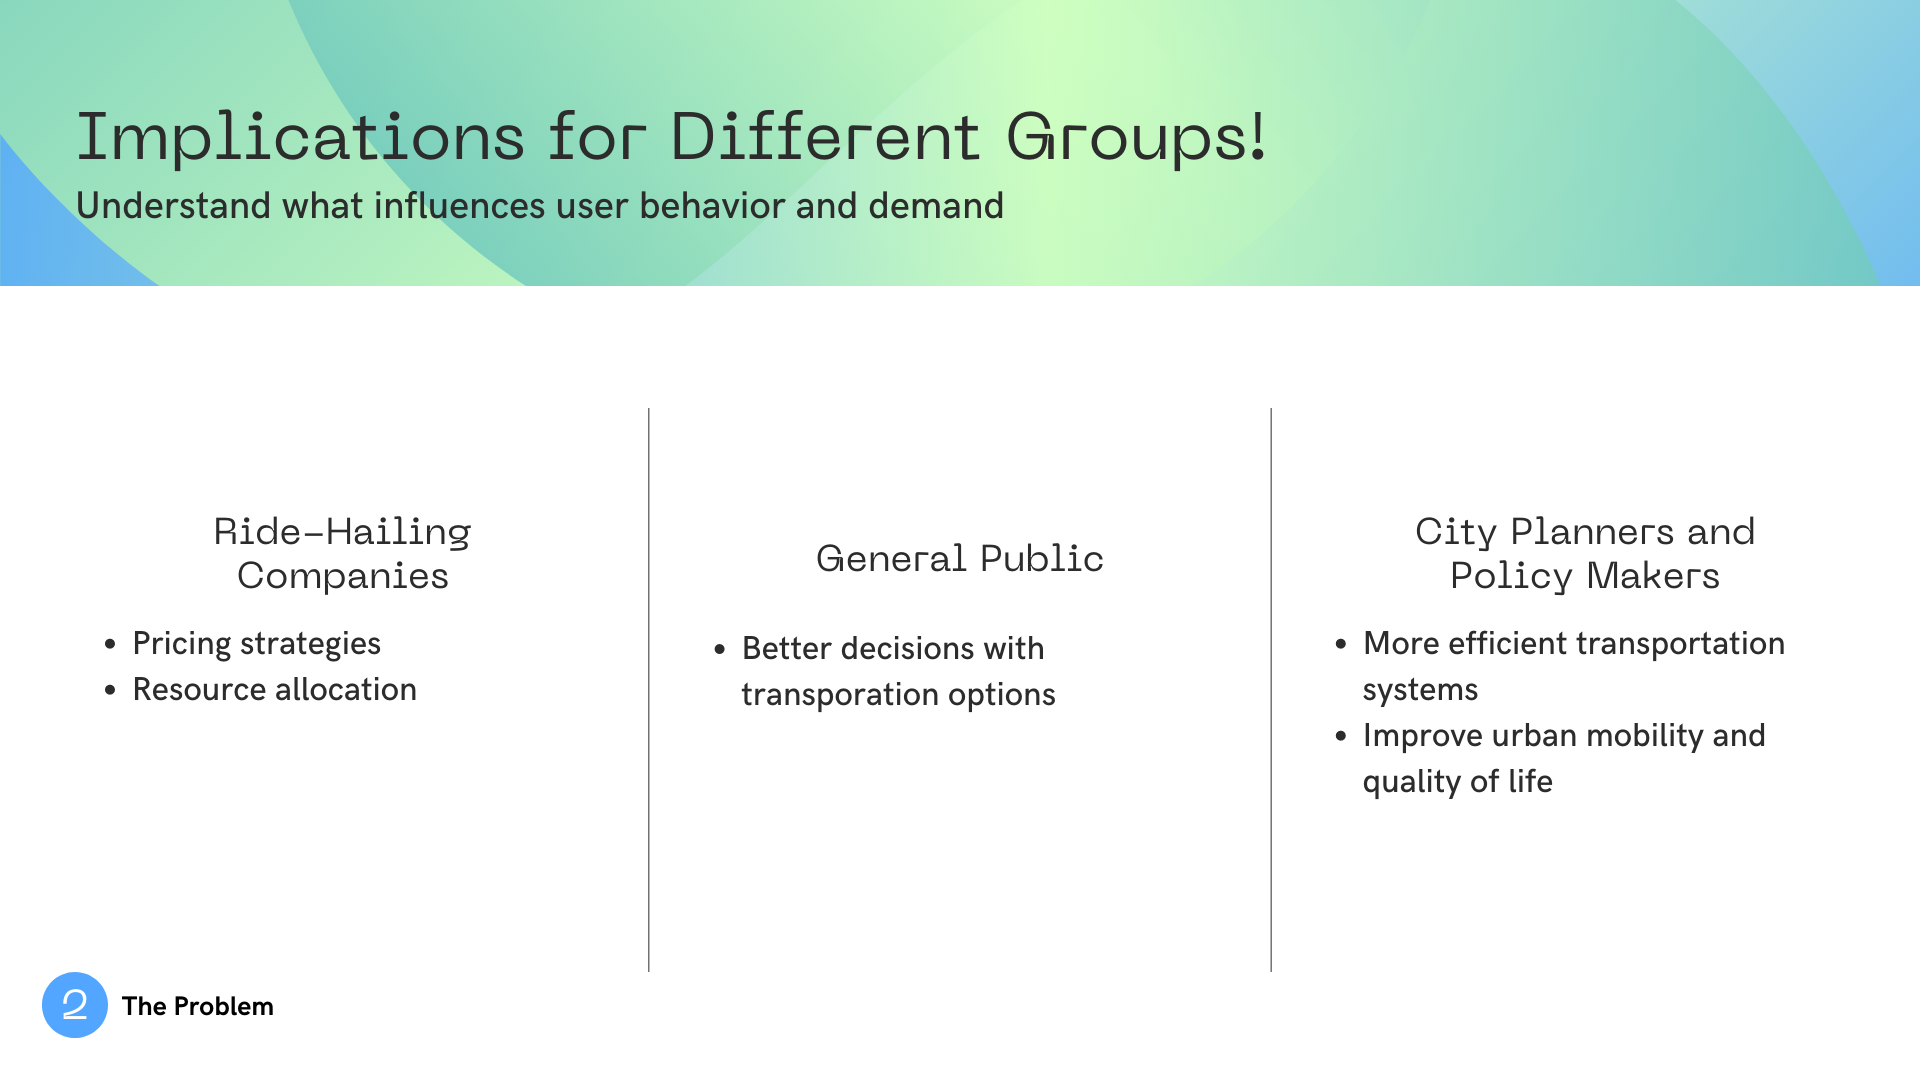 Implications for Different Groups!
Understand what influences user behavior and demand
Ride-Hailing
Companies
• Pricing strategies
• Resource allocation
General Public
• Better decisions with
transporation options
City Planners and
Policy Makers
• More efficient transportation
systems
• Improve urban mobility and
quality of life
2 The Problem